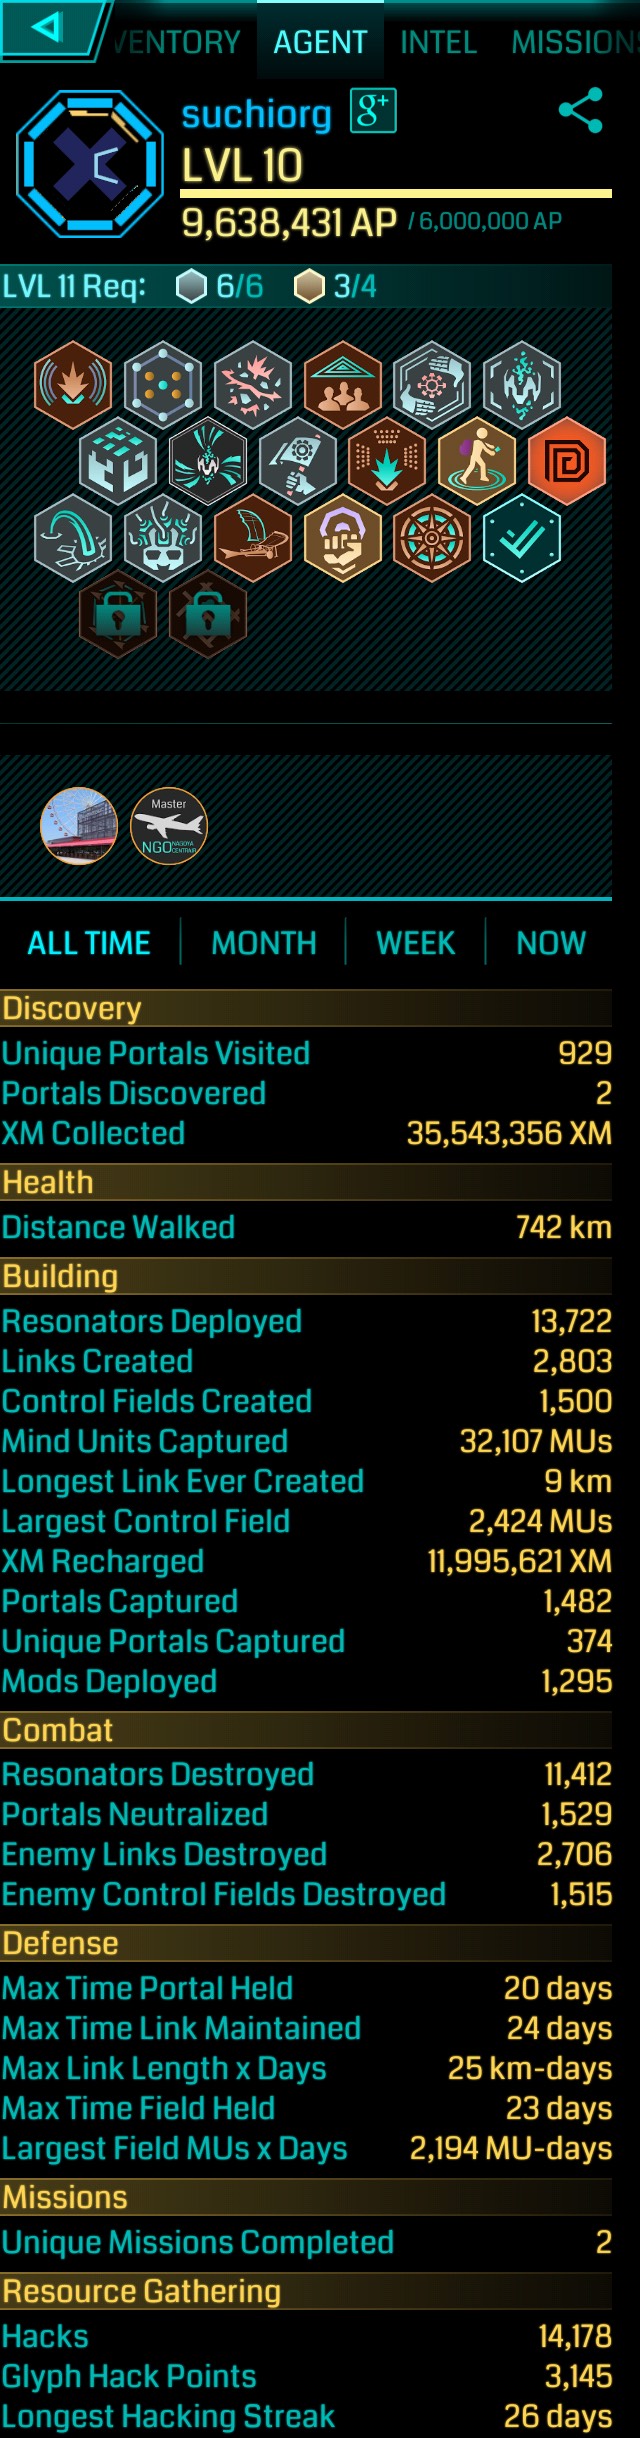 VENTORY AGENT INTEL MISSIONS
suchiorg g+
LVL 10
9,638,431 AP / 6,000,000 AP
LVL 11 Req: 6/6 3/4
Master
NGO NAGOYA CENTRAIR
ALL TIME MONTH WEEK NOW
Discovery
Unique Portals Visited 929
Portals Discovered 2
XM Collected 35,543,356 XM
Health
Distance Walked 742 km
Building
Resonators Deployed 13,722
Links Created 2,803
Control Fields Created 1,500
Mind Units Captured 32,107 MUs
Longest Link Ever Created 9 km
Largest Control Field 2,424 MUs
XM Recharged 11,995,621 XM
Portals Captured 1,482
Unique Portals Captured 374
Mods Deployed 1,295
Combat
Resonators Destroyed 11,412
Portals Neutralized 1,529
Enemy Links Destroyed 2,706
Enemy Control Fields Destroyed 1,515
Defense
Max Time Portal Held 20 days
Max Time Link Maintained 24 days
Max Link Length x Days 25 km-days
Max Time Field Held 23 days
Largest Field MUs x Days 2,194 MU-days
Missions
Unique Missions Completed 2
Resource Gathering
Hacks 14,178
Glyph Hack Points 3,145
Longest Hacking Streak 26 days